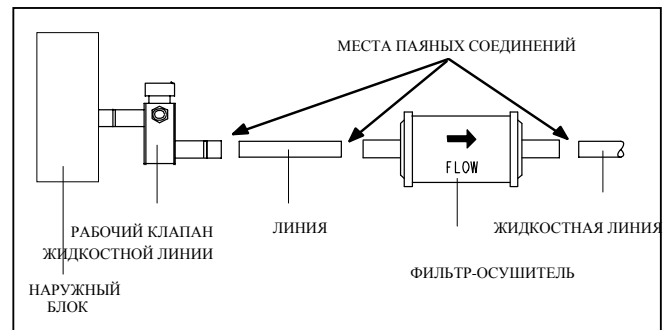 МЕСТА ПАЯНЫХ СОЕДИНЕНИЙ
FLOW
РАБОЧИЙ КЛАПАН
ЖИДКОСТНОЙ ЛИНИИ
ЛИНИЯ
ЖИДКОСТНАЯ ЛИНИЯ
ФИЛЬТР-ОСУШИТЕЛЬ
НАРУЖНЫЙ
БЛОК